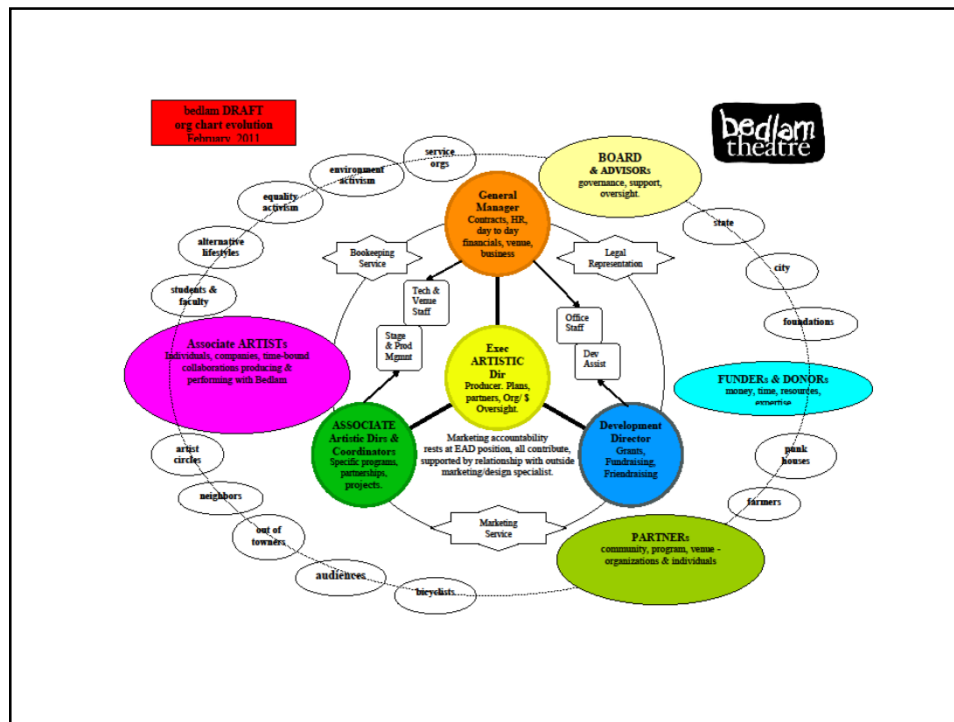 bedlam DRAFT
org chart evolution
February, 2011
bedlam
theatre
service
orgs
environment
activism
equality
activism
alternative
lifestyles
students &
faculty
BOARD
& ADVISORs
governance, support,
oversight.
state
city
foundations
General
Manager
Contracts, HR,
day to day
financials, venue,
business
Bookeeping
Service
Legal
Representation
Tech &
Venue
Staff
Stage
& Prod
Mgmnt
Office
Staff
Dev
Assist
Associate ARTISTs
Individuals, companies, time-bound
collaborations producing &
performing with Bedlam
Exec
ARTISTIC
Dir
Producer. Plans,
partners, Org/ $
Oversight.
FUNDERs & DONORs
money, time, resources,
expertise
ASSOCIATE
Artistic Dirs &
Coordinators
Specific programs,
partnerships,
projects.
Marketing accountability
rests at EAD position, all contribute,
supported by relationship with outside
marketing/design specialist.
Development
Director
Grants,
Fundraising,
Friendraising
artist
circles
neighbors
out of
towners
audiences
bicyclists
Marketing
Service
punk
houses
farmers
PARTNERs
community, program, venue -
organizations & individuals